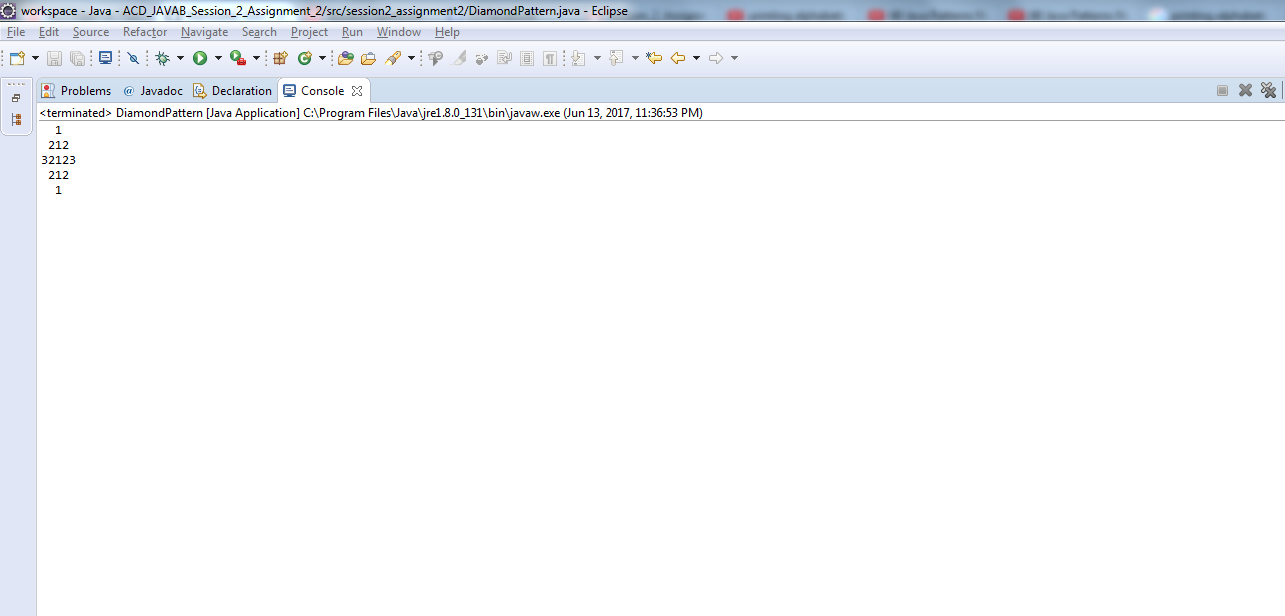 workspace - Java - ACD_JAVAB_Session_2_Assignment_2/src/session2_assignment2/DiamondPattern.java - Eclipse
File Edit Source Refactor Navigate Search Project Run Window Help
Problems @ Javadoc Declaration Console
<terminated> DiamondPattern [Java Application] C:\Program Files\Java\jre1.8.0_131\bin\javaw.exe (Jun 13, 2017, 11:36:53 PM)
  1
 212
32123
 212
  1